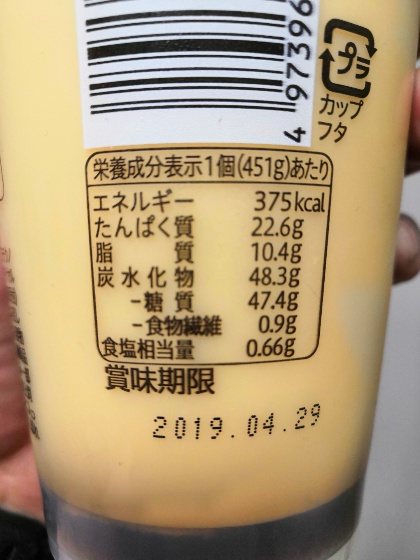 4 97396
プラ
カップ
フタ
栄養成分表示1個(451g)あたり
エネルギー 375kcal
たんぱく質 22.6g
脂質 10.4g
炭水化物 48.3g
-糖質 47.4g
-食物繊維 0.9g
食塩相当量 0.66g
賞味期限
2019.04.29